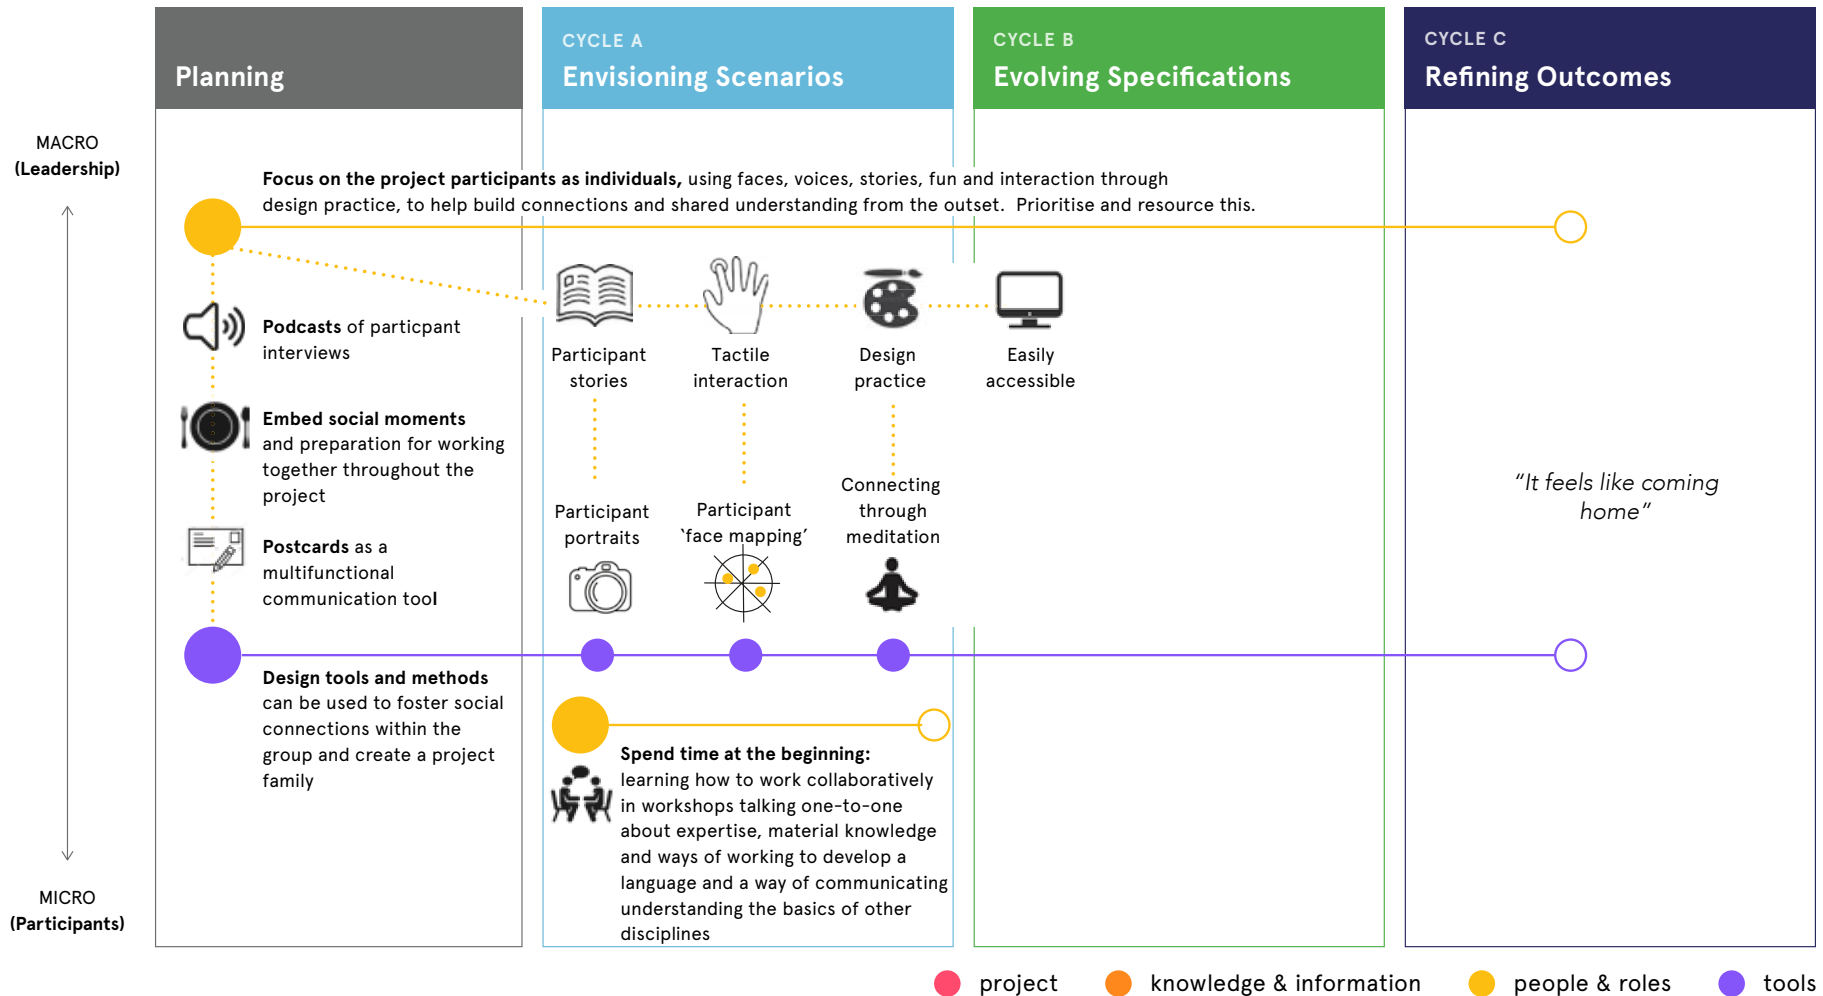 Planning
CYCLE A
Envisioning Scenarios
CYCLE B
Evolving Specifications
CYCLE C
Refining Outcomes
MACRO
(Leadership)
Focus on the project participants as individuals, using faces, voices, stories, fun and interaction through
design practice, to help build connections and shared understanding from the outset. Prioritise and resource this.
Podcasts of particpant
interviews
Embed social moments
and preparation for working
together throughout the
project
Postcards as a
multifunctional
communication tool
Design tools and methods
can be used to foster social
connections within the
group and create a project
family
Participant
stories
Tactile
interaction
Design
practice
Easily
accessible
Participant
portraits
Participant
‘face mapping’
Connecting
through
meditation
Spend time at the beginning:
learning how to work collaboratively
in workshops talking one-to-one
about expertise, material knowledge
and ways of working to develop a
language and a way of communicating
understanding the basics of other
disciplines
“It feels like coming
home”
MICRO
(Participants)
project
knowledge & information
people & roles
tools